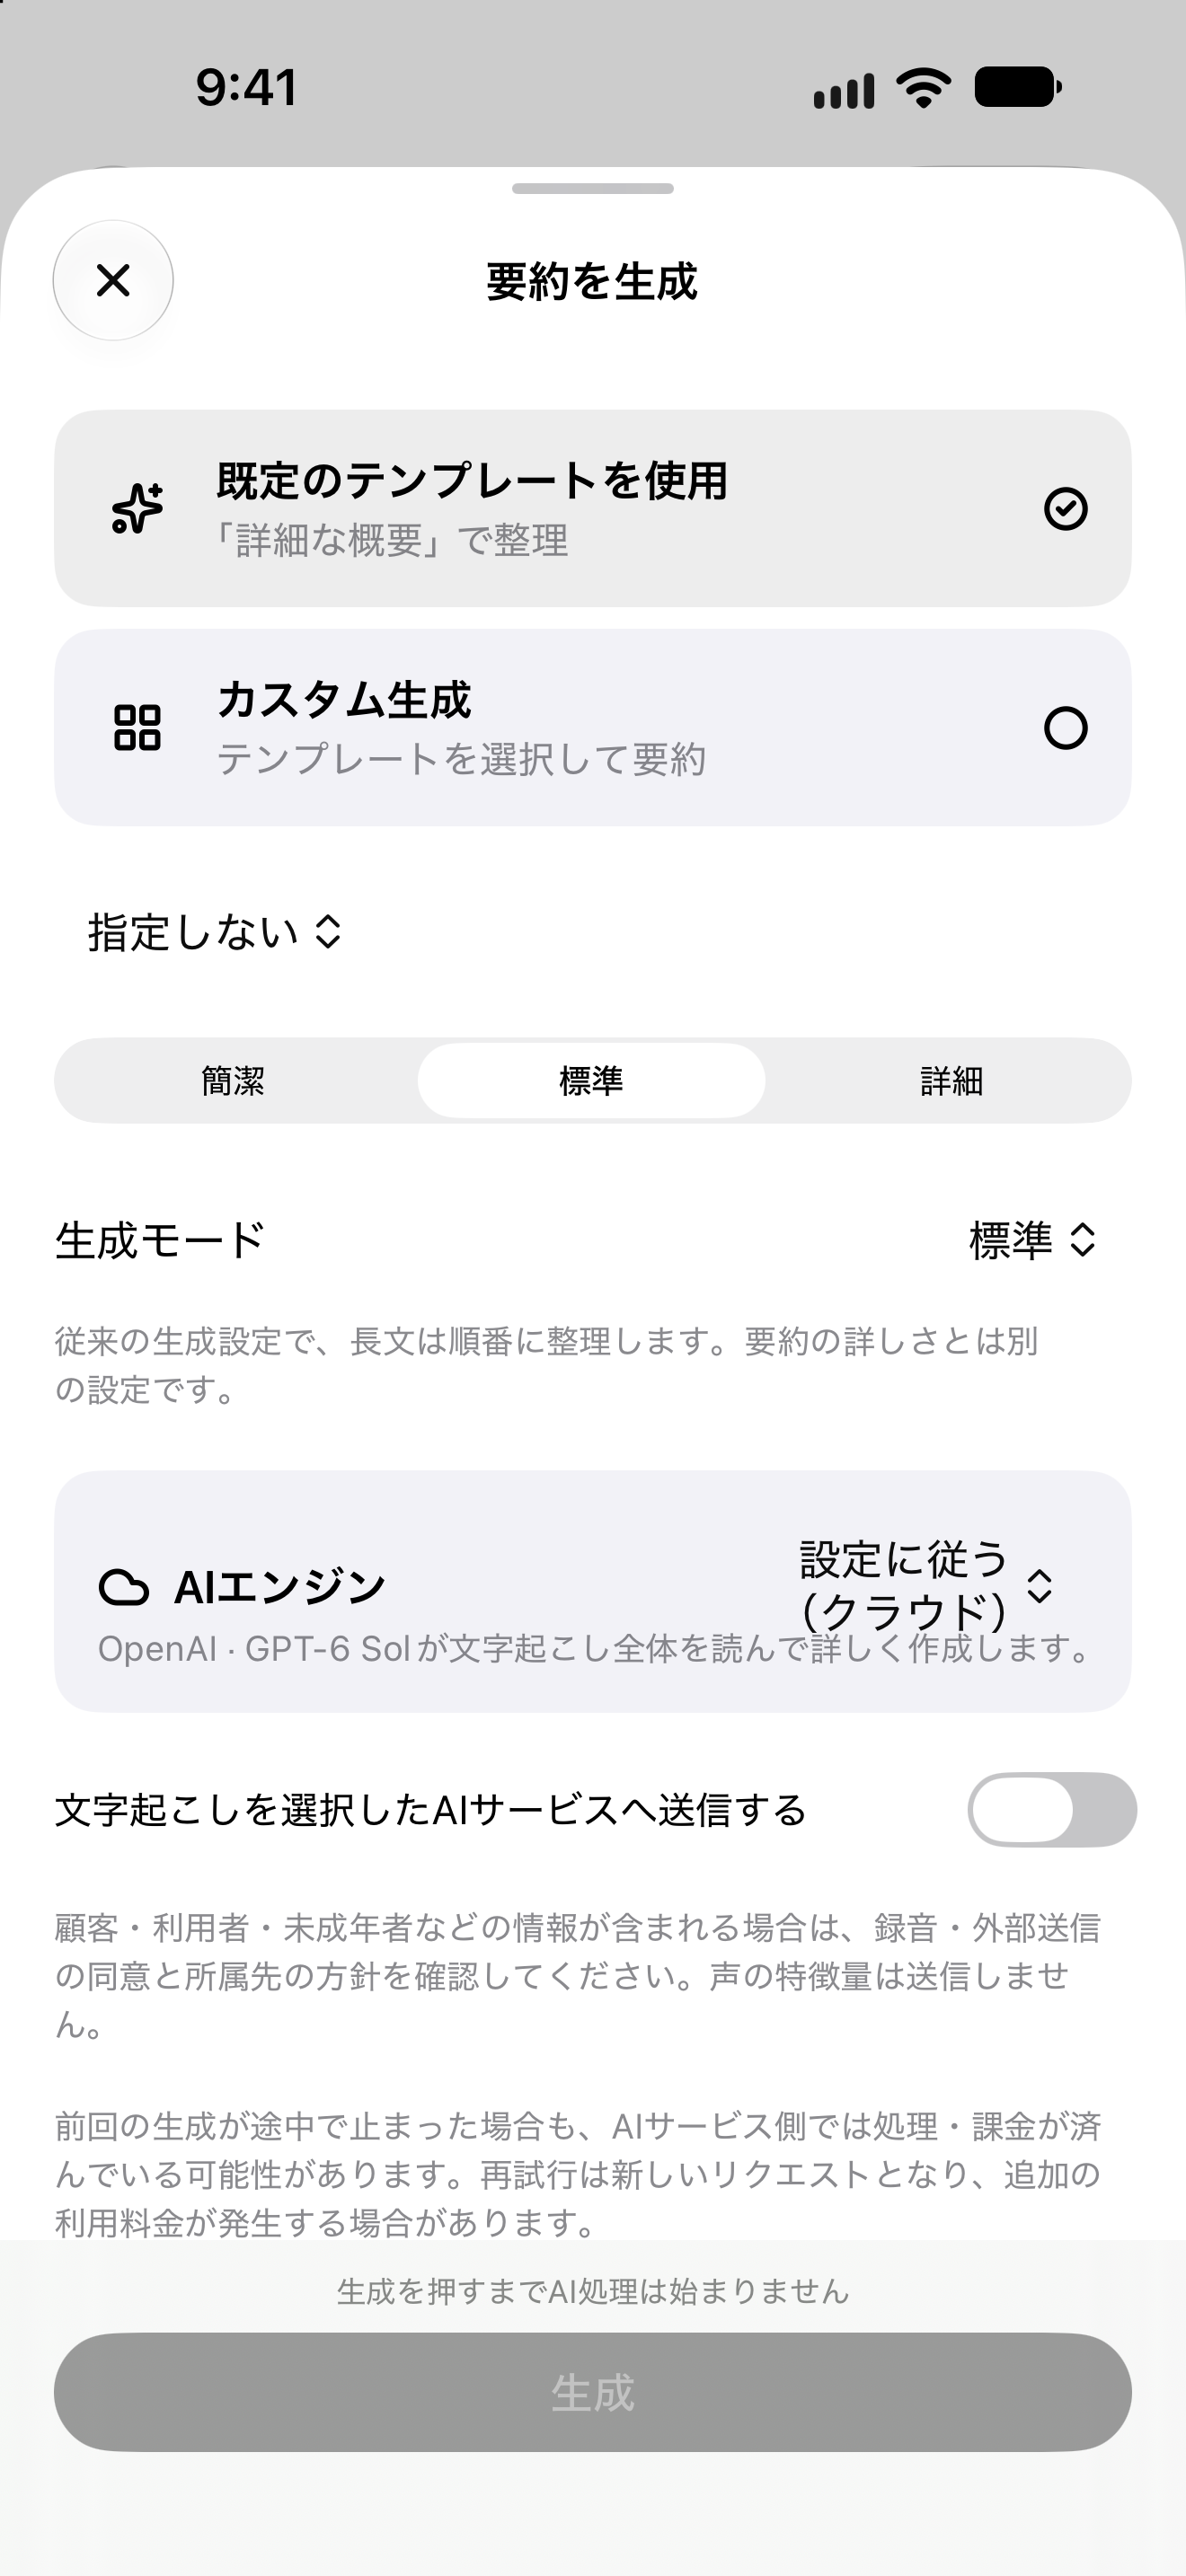 9:41
要約を生成
既定のテンプレートを使用
「詳細な概要」で整理
カスタム生成
テンプレートを選択して要約
指定しない
簡潔 標準 詳細
生成モード 標準
従来の生成設定で、長文は順番に整理します。要約の詳しさとは別
の設定です。
設定に従う
AIエンジン
（クラウド）
OpenAI · GPT-6 Solが文字起こし全体を読んで詳しく作成します。
文字起こしを選択したAIサービスへ送信する
顧客・利用者・未成年者などの情報が含まれる場合は、録音・外部送信
の同意と所属先の方針を確認してください。声の特徴量は送信しませ
ん。
前回の生成が途中で止まった場合も、AIサービス側では処理・課金が済
んでいる可能性があります。再試行は新しいリクエストとなり、追加の
利用料金が発生する場合があります。
生成を押すまでAI処理は始まりません
生成